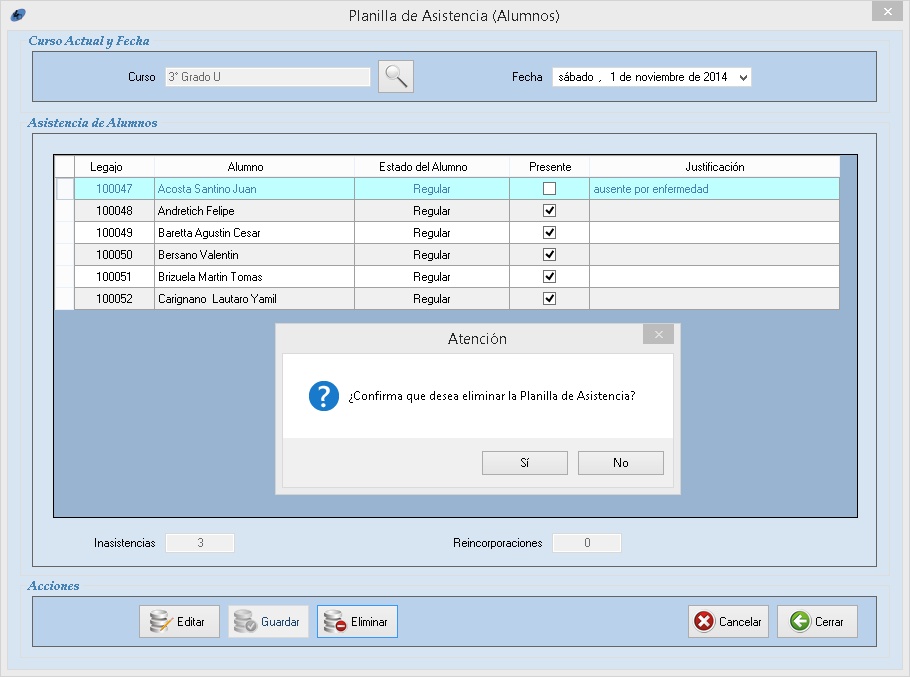 Planilla de Asistencia (Alumnos)
Curso Actual y Fecha
Curso 3° Grado U Fecha sábado , 1 de noviembre de 2014
Asistencia de Alumnos
Legajo Alumno Estado del Alumno Presente Justificación
100047 Acosta Santino Juan Regular ausente por enfermedad
100048 Andretich Felipe Regular
100049 Baretta Agustin Cesar Regular
100050 Bersano Valentin Regular
100051 Brizuela Martin Tomas Regular
100052 Carignano Lautaro Yamil Regular
Atención
¿Confirma que desea eliminar la Planilla de Asistencia?
Sí No
Inasistencias 3 Reincorporaciones 0
Acciones
Editar Guardar Eliminar Cancelar Cerrar